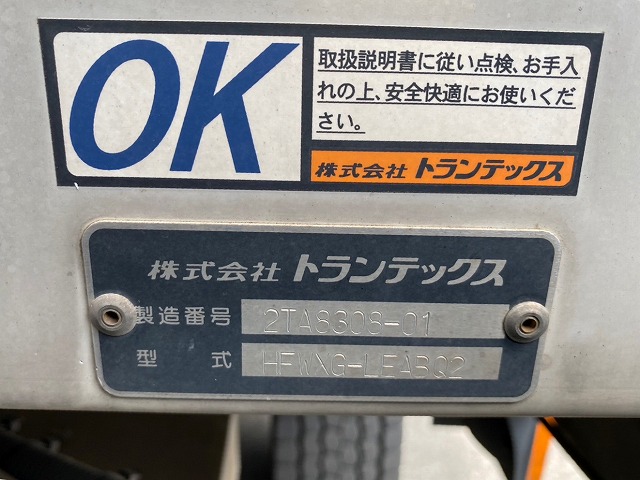 OK
取扱説明書に従い点検、お手入
れの上、安全快適にお使いくだ
さい。
株式会社 トランテックス
株式会社 トランテックス
製造番号 2TA8308-01
型 式 HFWXG-LEABQ2